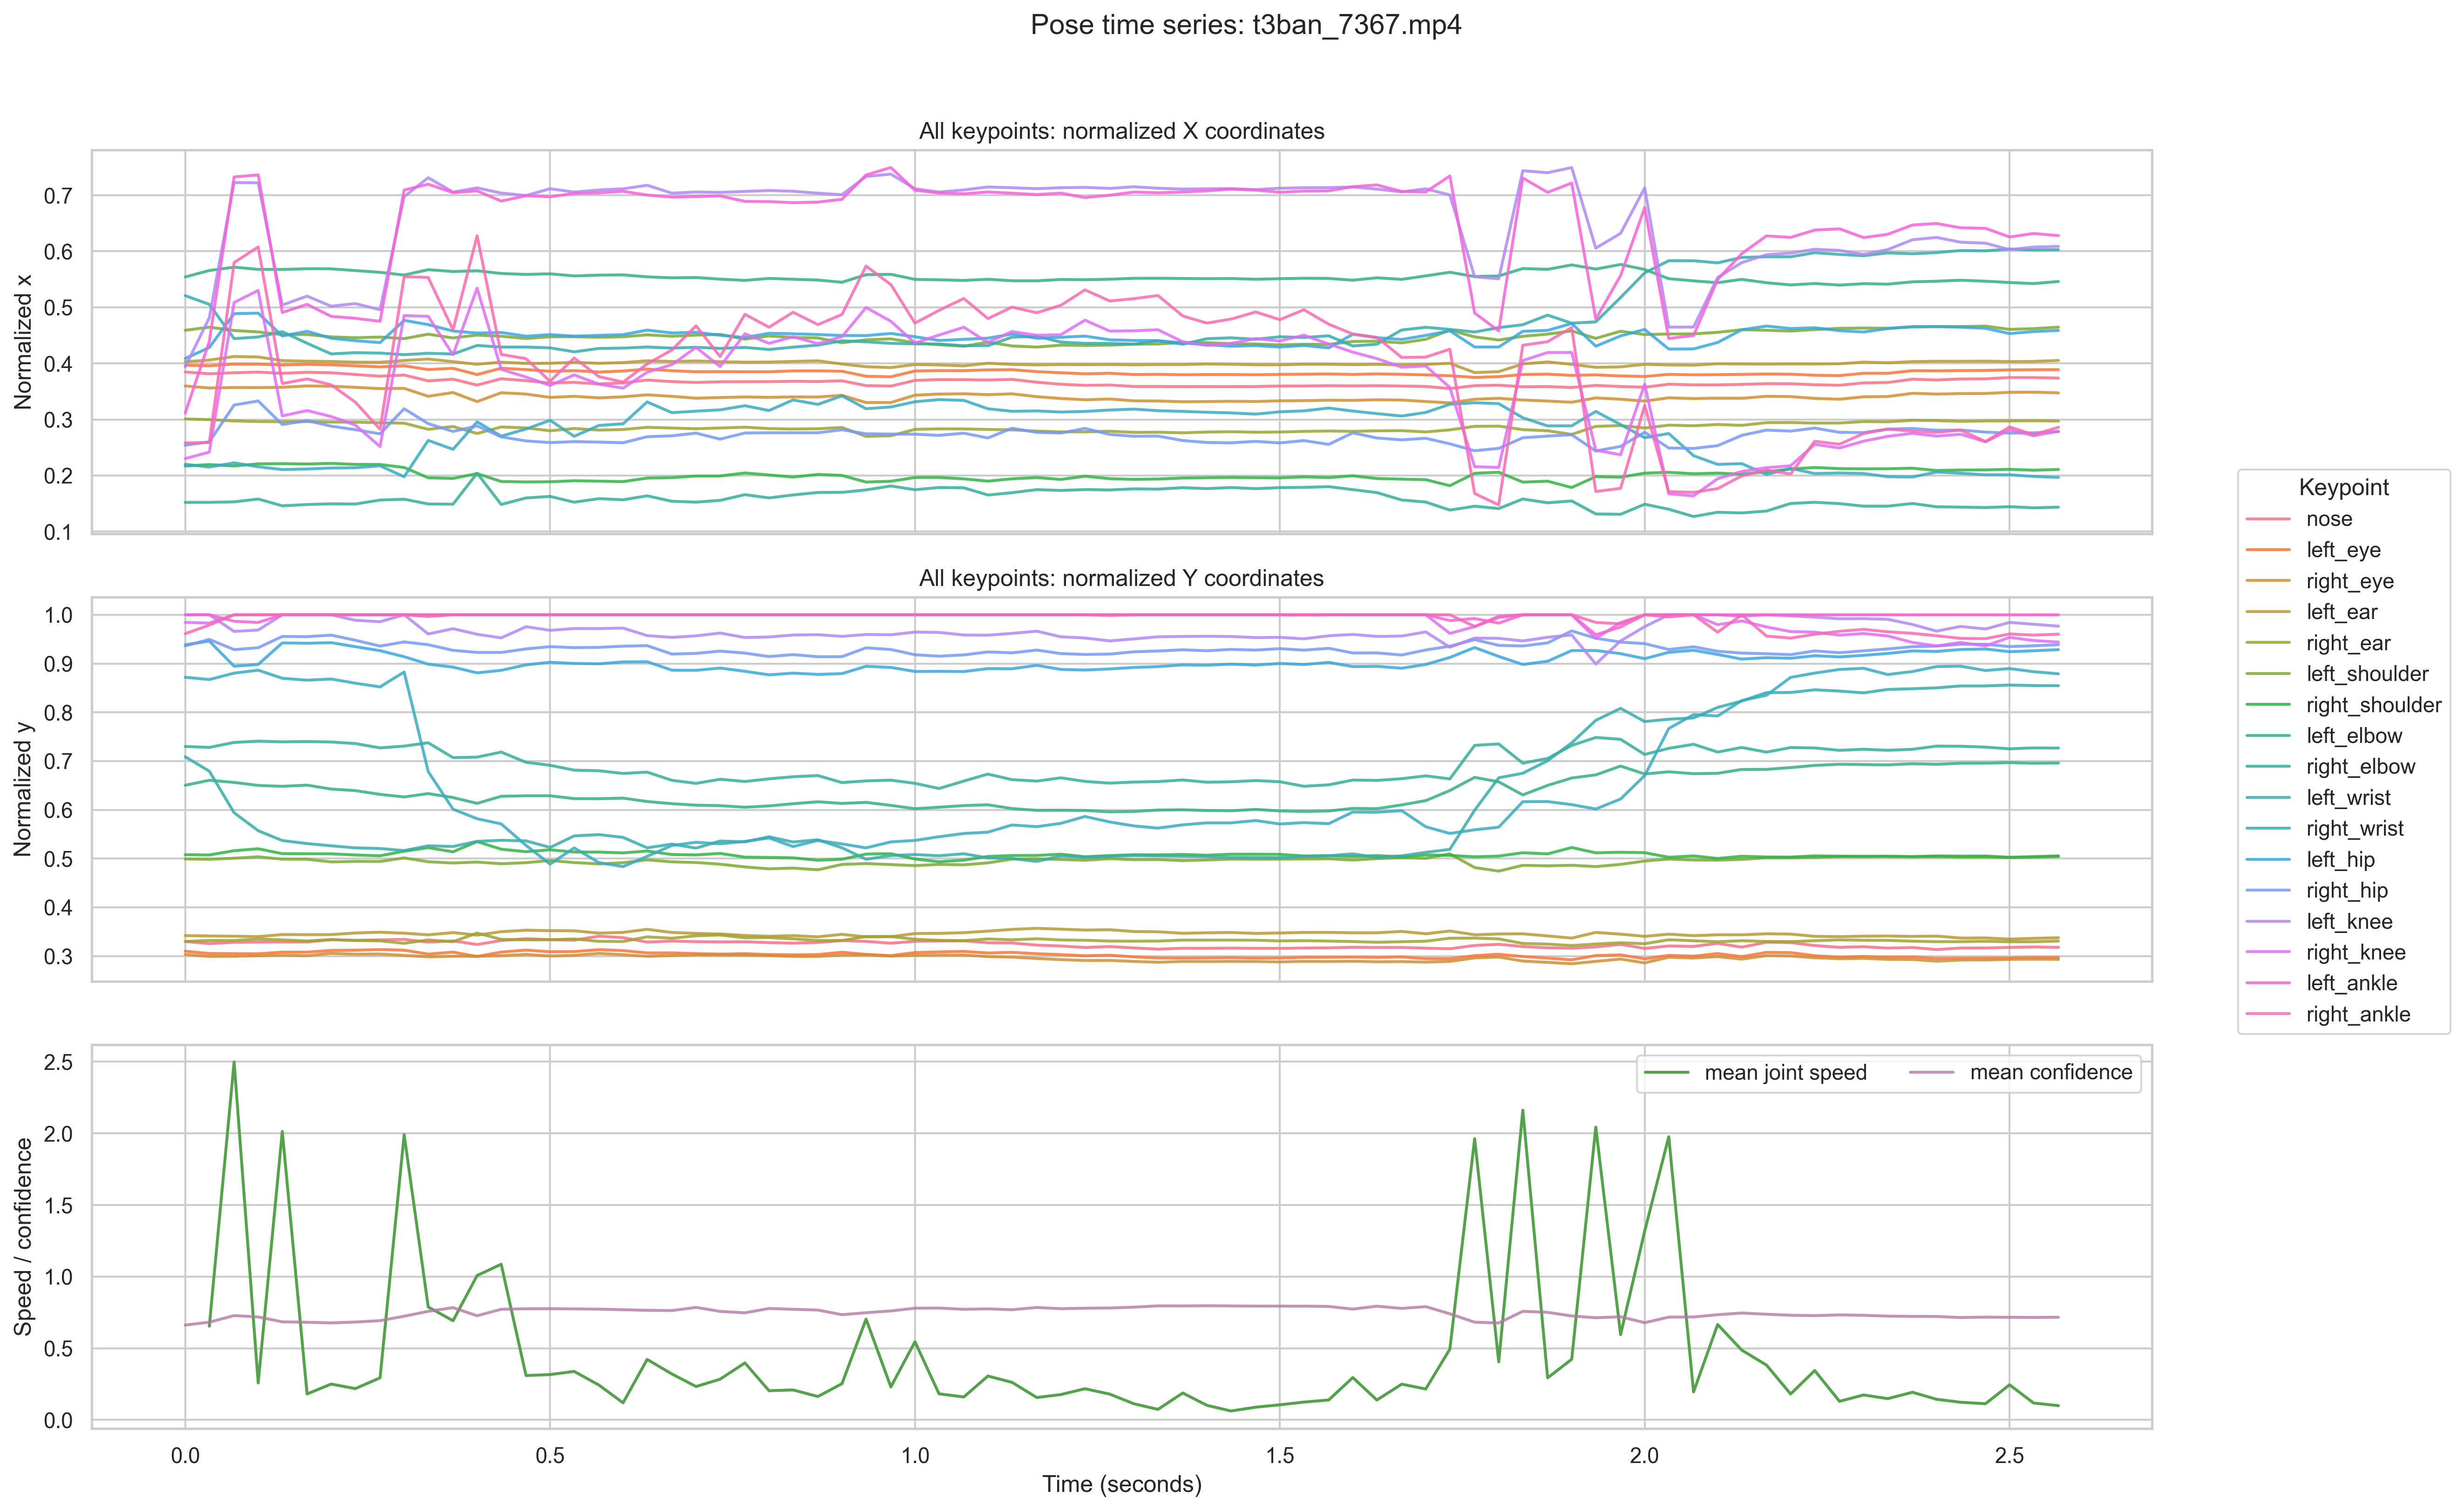 Pose time series: t3ban_7367.mp4
All keypoints: normalized X coordinates
Normalized x
0.7
0.6
0.5
0.4
0.3
0.2
0.1
All keypoints: normalized Y coordinates
Normalized y
1.0
0.9
0.8
0.7
0.6
0.5
0.4
0.3
Keypoint
nose
left_eye
right_eye
left_ear
right_ear
left_shoulder
right_shoulder
left_elbow
right_elbow
left_wrist
right_wrist
left_hip
right_hip
left_knee
right_knee
left_ankle
right_ankle
Speed / confidence
2.5
2.0
1.5
1.0
0.5
0.0
mean joint speed mean confidence
0.0 0.5 1.0 1.5 2.0 2.5
Time (seconds)